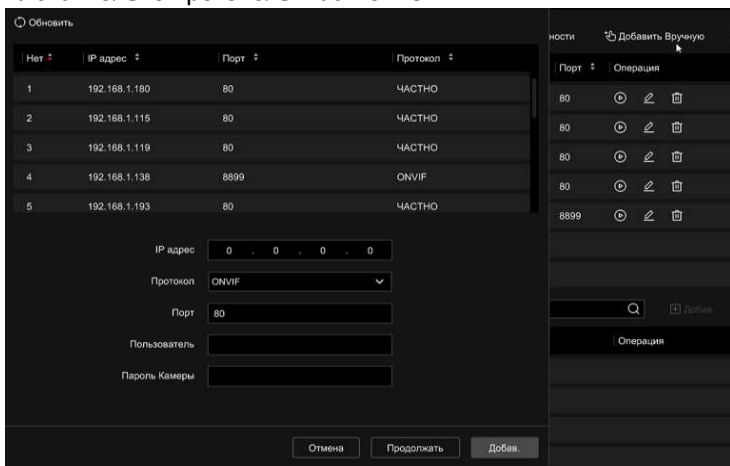 Обновить
Нет IP адрес Порт Протокол
1 192.168.1.180 80 ЧАСТНО
2 192.168.1.115 80 ЧАСТНО
3 192.168.1.119 80 ЧАСТНО
4 192.168.1.138 8899 ONVIF
5 192.168.1.193 80 ЧАСТНО
IP адрес 0 . 0 . 0 . 0
Протокол ONVIF
Порт 80
Пользователь
Пароль Камеры
Отмена Продолжать Добав.
ности Добавить Вручную
Порт Операция
80
80
80
80
8899
Добав.
Операция